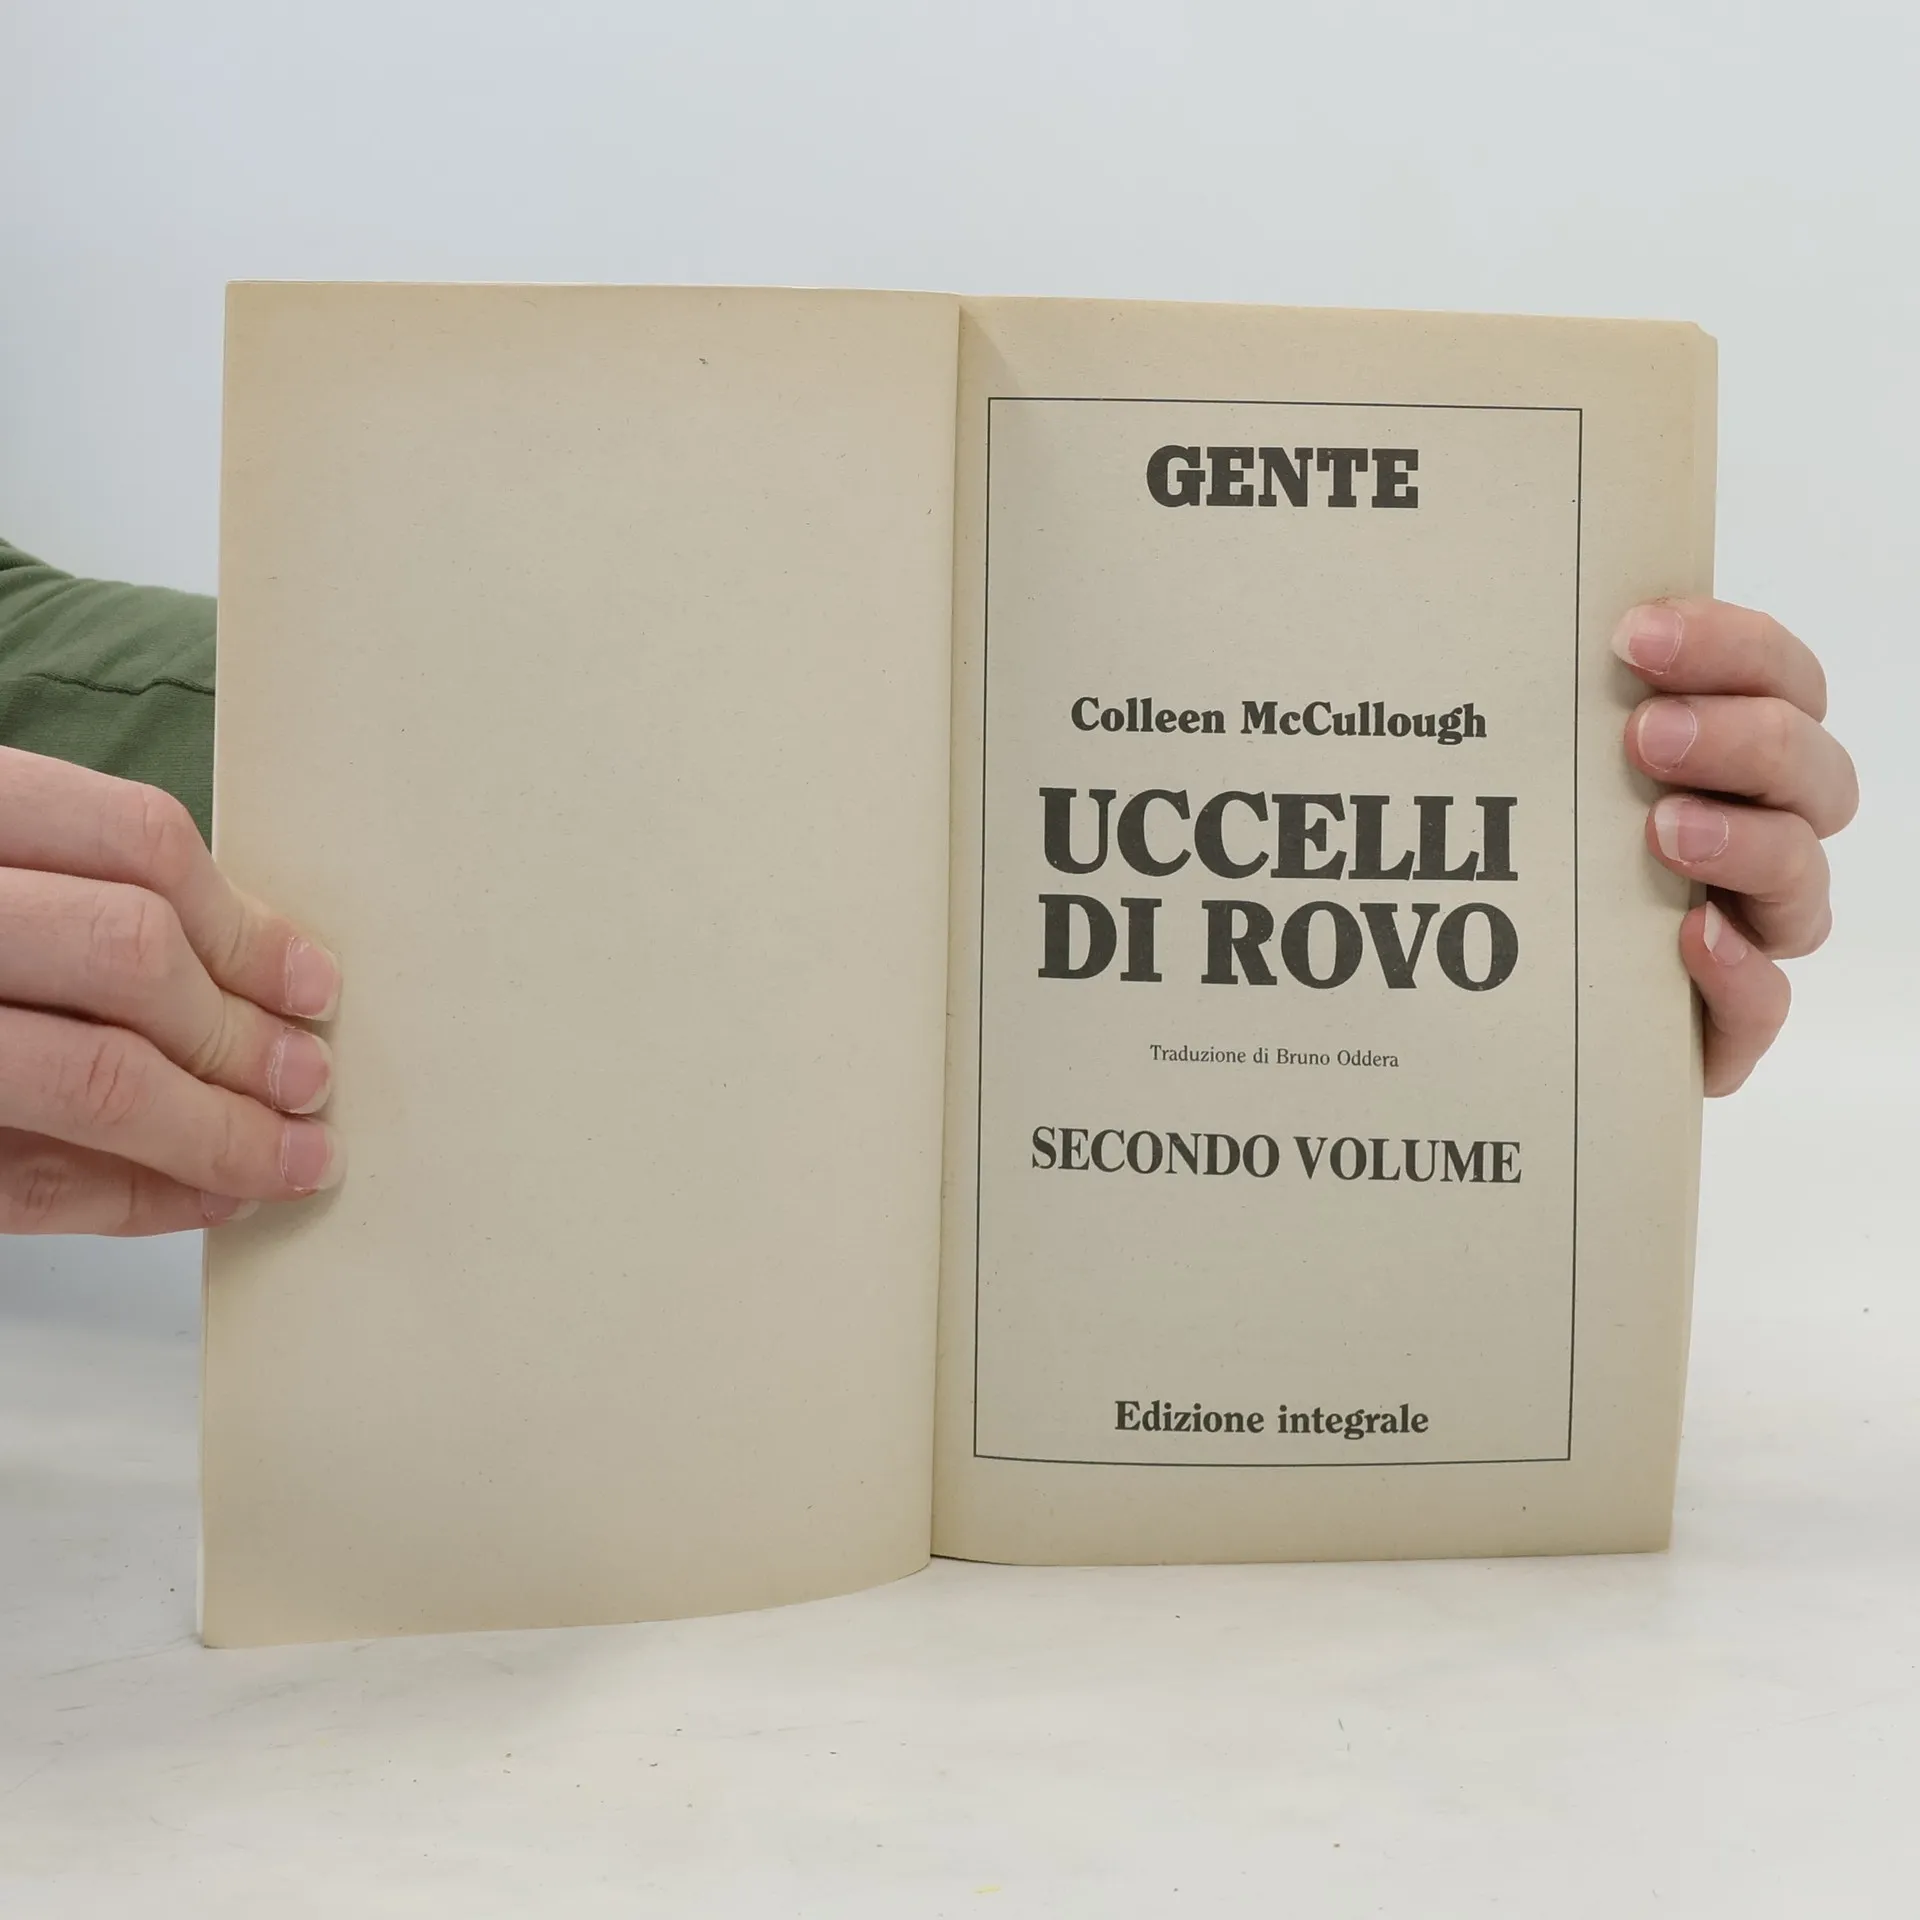 GENTE
Colleen McCullough
UCCELLI
DI ROVO
Traduzione di Bruno Oddera
SECONDO VOLUME
Edizione integrale